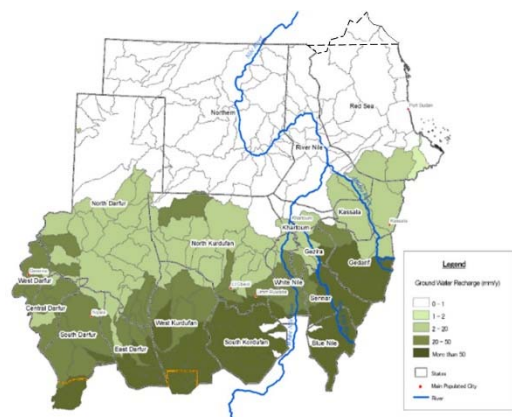 Northern
Red Sea
Port Sudan
River Nile
North Darfur
Kassala
Kassala
Khartoum
North Kurdufan
Gezira
Gedarif
West Darfur
White Nile
Central Darfur
Sennar
West Kurdufan
South Darfur
East Darfur
South Kordofan
Blue Nile
Legend
Ground Water Recharge (mm/y)
0 - 1
1 - 2
2 - 20
20 - 50
More than 50
States
Main Populated City
River